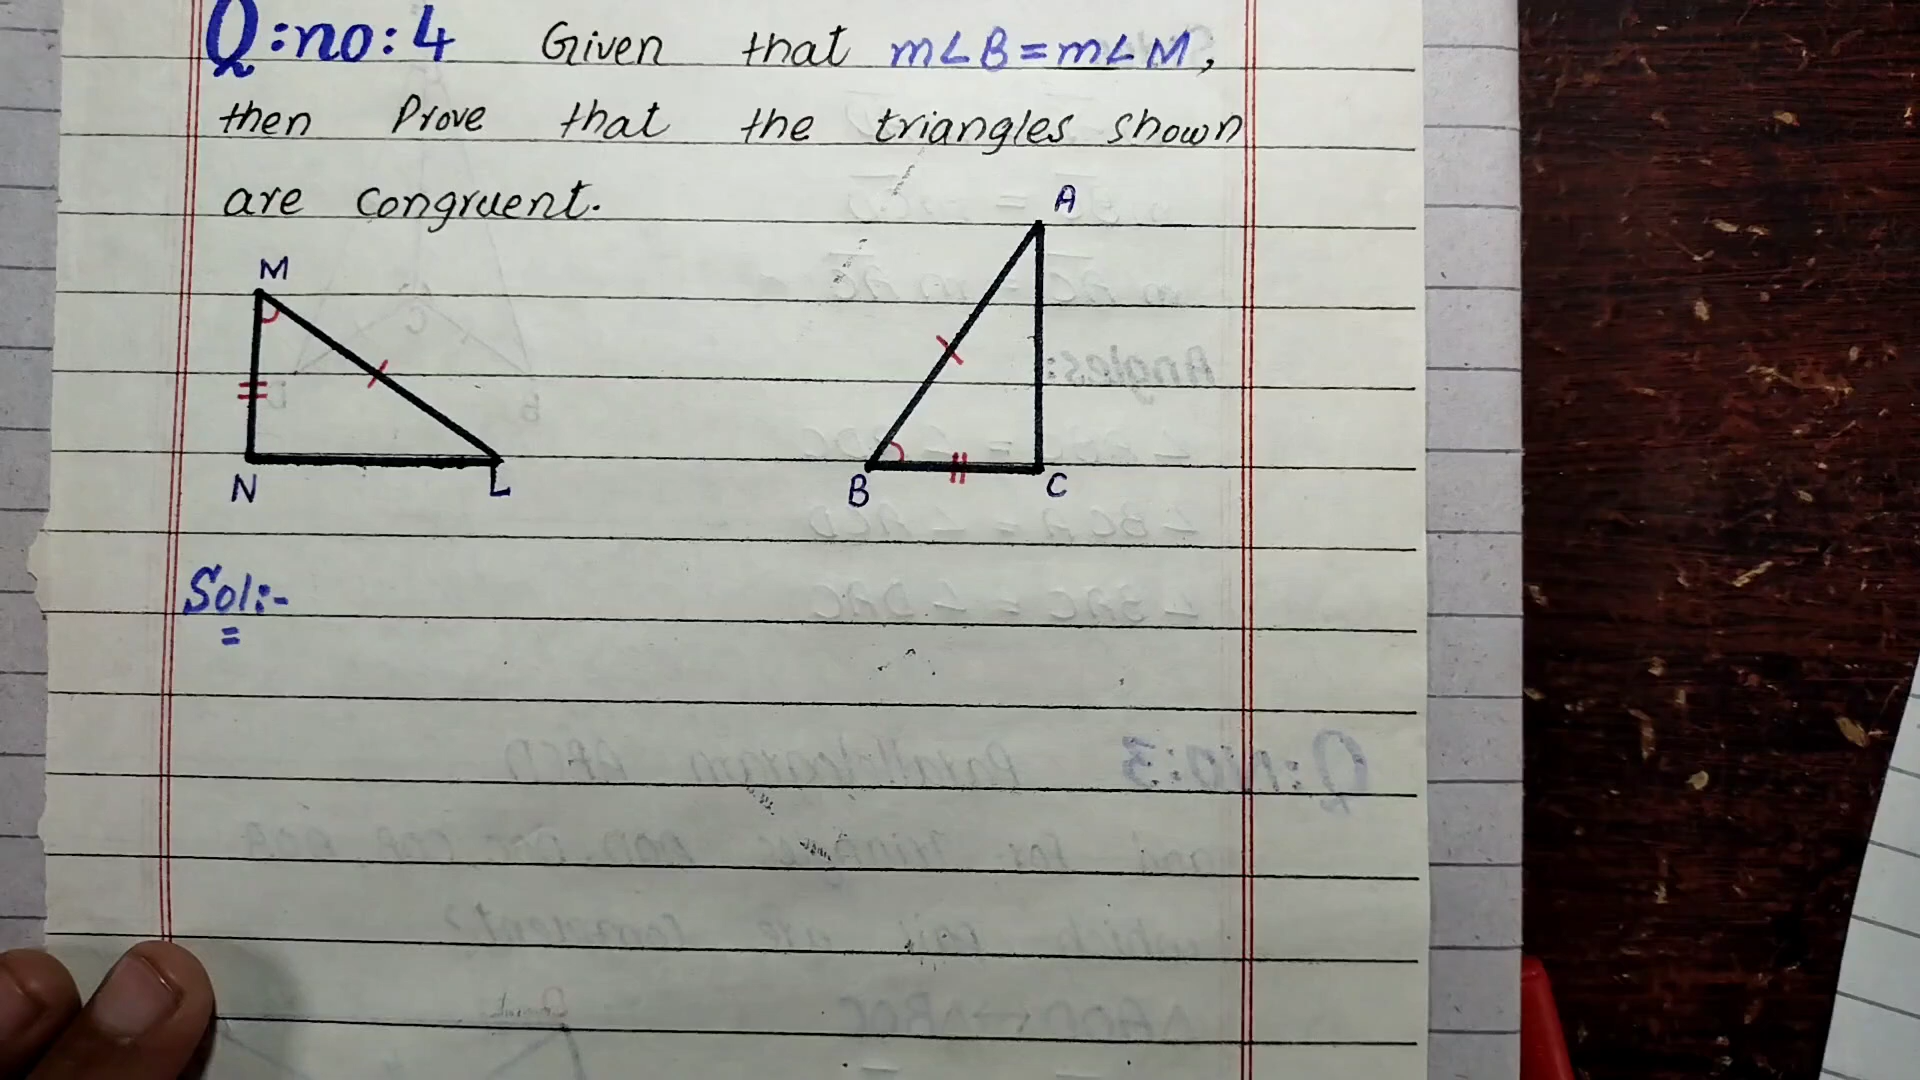 Q:no:4 Given that m∠B=m∠M,
then Prove that the triangles shown
are congruent.
A
M
N
L
B
C
Sol:-